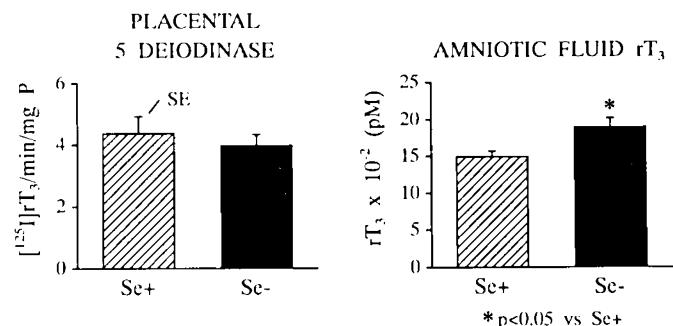 PLACENTAL
5 DEIODINASE
[125I]rT3/min/mg P
6
4
2
0
SE
Se+
Se-
AMNIOTIC FLUID rT3
rT3 x 10-2 (pM)
25
20
15
10
5
0
*
Se+
Se-
* p<0.05 vs Se+